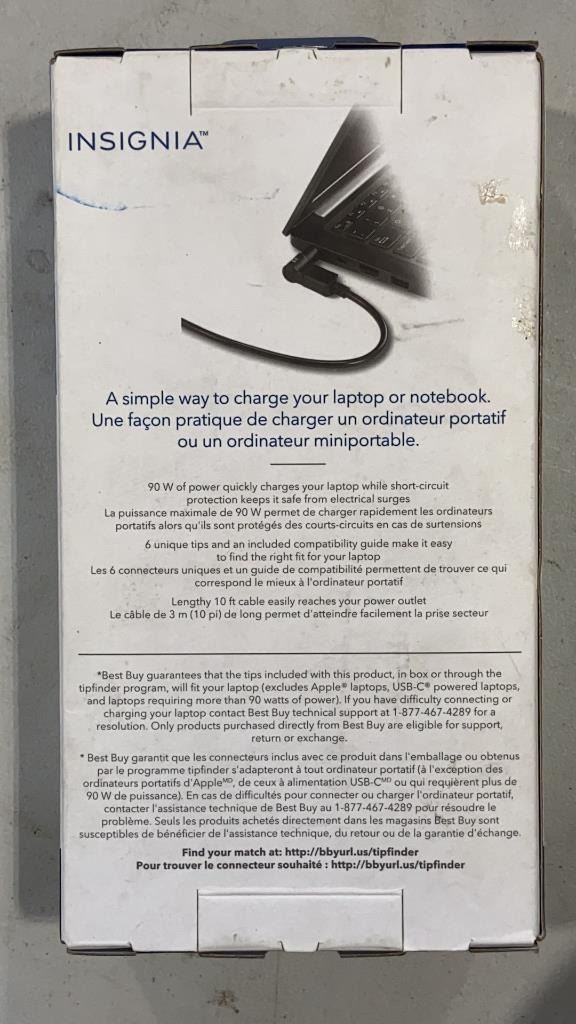 INSIGNIA™
A simple way to charge your laptop or notebook.
Une façon pratique de charger un ordinateur portatif
ou un ordinateur miniportable.
90 W of power quickly charges your laptop while short-circuit
protection keeps it safe from electrical surges
La puissance maximale de 90 W permet de charger rapidement les ordinateurs
portatifs alors qu'ils sont protégés des courts-circuits en cas de surtensions
6 unique tips and an included compatibility guide make it easy
to find the right fit for your laptop
Les 6 connecteurs uniques et un guide de compatibilité permettent de trouver ce qui
correspond le mieux à l'ordinateur portatif
Lengthy 10 ft cable easily reaches your power outlet
Le câble de 3 m (10 pi) de long permet d'atteindre facilement la prise secteur
*Best Buy guarantees that the tips included with this product, in box or through the
tipfinder program, will fit your laptop (excludes Apple® laptops, USB-C® powered laptops,
and laptops requiring more than 90 watts of power). If you have difficulty connecting or
charging your laptop contact Best Buy technical support at 1-877-467-4289 for a
resolution. Only products purchased directly from Best Buy are eligible for support,
return or exchange.
* Best Buy garantit que les connecteurs inclus avec ce produit dans l'emballage ou obtenus
par le programme tipfinder s'adapteront à tout ordinateur portatif (à l'exception des
ordinateurs portatifs d'Apple ᴹᴰ, de ceux à alimentation USB-C ᴹᴰ ou qui requièrent plus de
90 W de puissance). En cas de difficultés pour connecter ou charger l'ordinateur portatif,
contacter l'assistance technique de Best Buy au 1-877-467-4289 pour résoudre le
problème. Seuls les produits achetés directement dans les magasins Best Buy sont
susceptibles de bénéficier de l'assistance technique, du retour ou de la garantie d'échange.
Find your match at: http://bbyurl.us/tipfinder
Pour trouver le connecteur souhaité : http://bbyurl.us/tipfinder